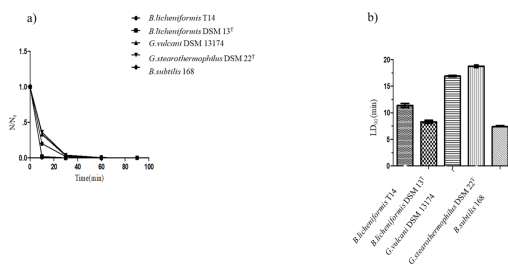 a)
B.licheniformis T14
B.licheniformis DSM 13ᵀ
G.vulcani DSM 13174
G.stearothermophilus DSM 22ᵀ
B.subtilis 168
1.5
1.0
0.5
0.0
N/N₀
0 20 40 60 80 100
Time(min)
b)
20
15
10
5
0
LD₉₀ (min)
B.licheniformis T14
B.licheniformis DSM 13ᵀ
G.vulcani DSM 13174
G.stearothermophilus DSM 22ᵀ
B.subtilis 168